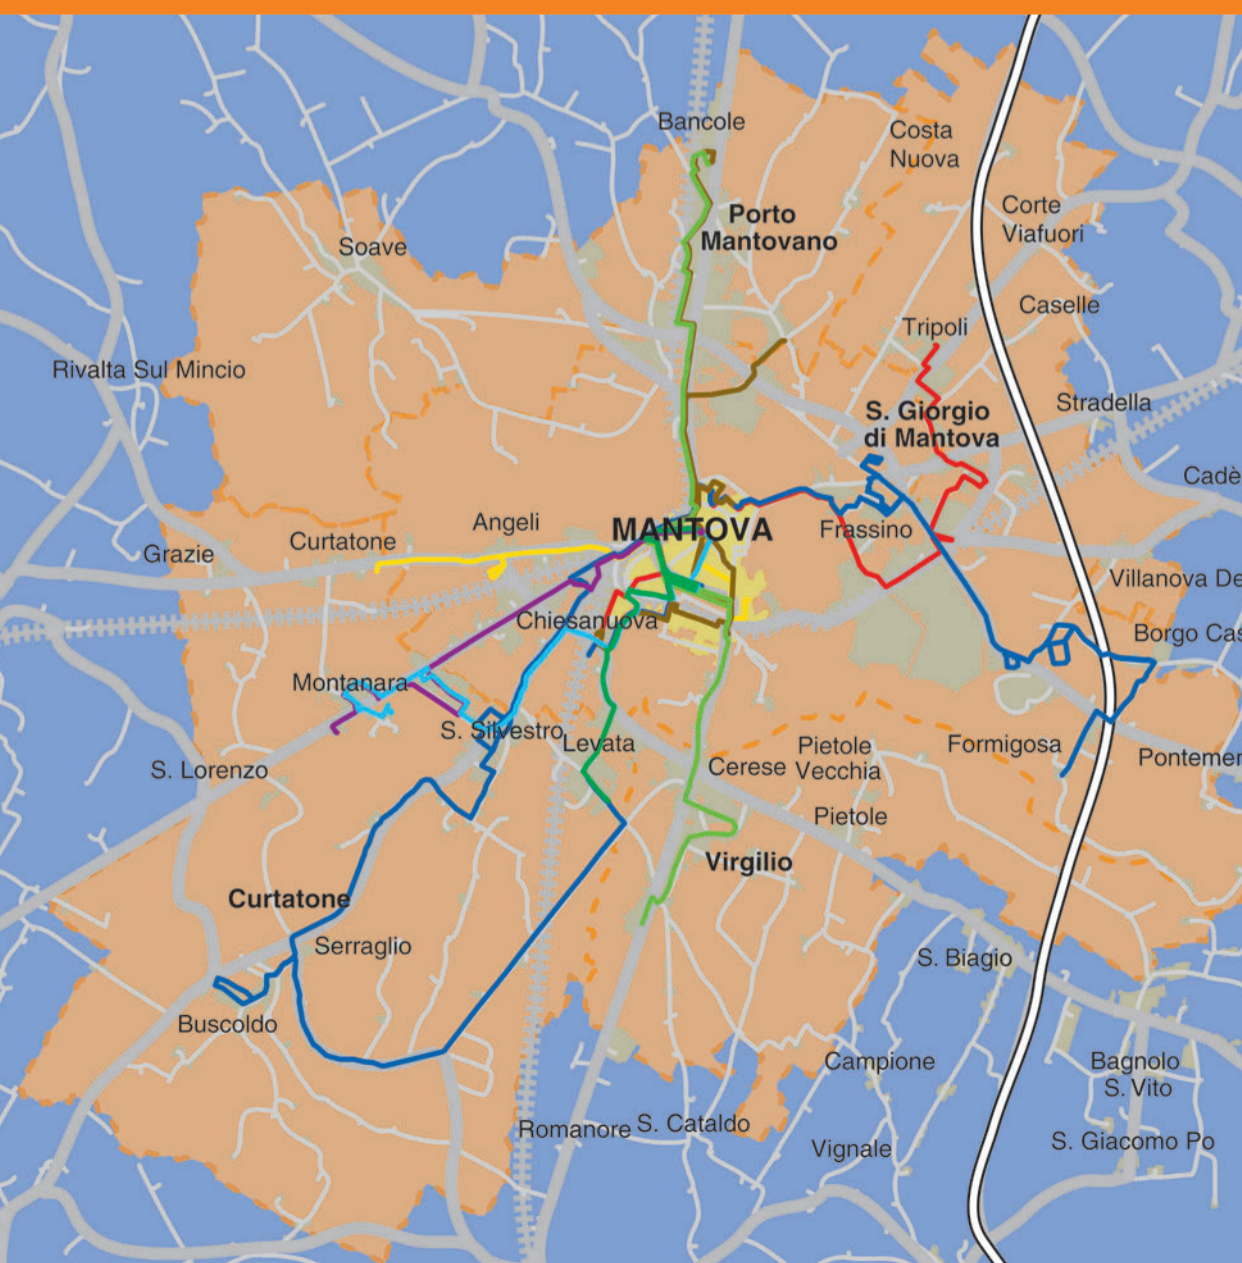 Bancole
Costa
Nuova
Porto
Mantovano
Corte
Viafuori
Soave
Caselle
Tripoli
Rivalta Sul Mincio
S. Giorgio
di Mantova
Stradella
Cadè
Angeli
MANTOVA
Frassino
Curtatone
Grazie
Villanova De
Chiesanuova
Borgo Cas
Montanara
S. Silvestro
Levata
Pietole
Vecchia
Formigosa
Cerese
Pontemer
S. Lorenzo
Pietole
Virgilio
Curtatone
Serraglio
S. Biagio
Buscoldo
Campione
Bagnolo
S. Vito
Romanore
S. Cataldo
Vignale
S. Giacomo Po